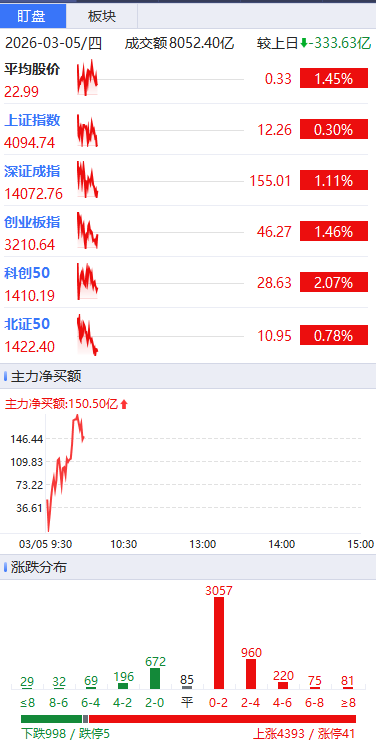 盯盘 板块
2026-03-05/四 成交额8052.40亿 较上日-333.63亿
平均股价
22.99 0.33 1.45%
上证指数
4094.74 12.26 0.30%
深证成指
14072.76 155.01 1.11%
创业板指
3210.64 46.27 1.46%
科创50
1410.19 28.63 2.07%
北证50
1422.40 10.95 0.78%
主力净买额
主力净买额:150.50亿
146.44
109.83
73.22
36.61
03/05 9:30 10:30 13:00 14:00 15:00
涨跌分布
29 32 69 196 672 85 3057 960 220 75 81
≤8 8-6 6-4 4-2 2-0 平 0-2 2-4 4-6 6-8 ≥8
下跌998 / 跌停5 上涨4393 / 涨停41